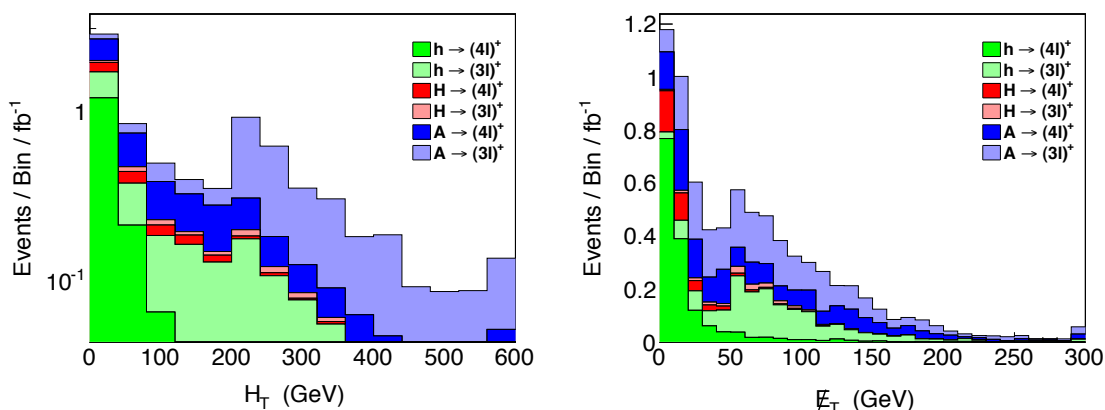 Events / Bin / fb⁻¹
1
10⁻¹
h → (4l)⁺
h → (3l)⁺
H → (4l)⁺
H → (3l)⁺
A → (4l)⁺
A → (3l)⁺
0 100 200 300 400 500 600
H_T (GeV)
Events / Bin / fb⁻¹
1.2
1.0
0.8
0.6
0.4
0.2
0
h → (4l)⁺
h → (3l)⁺
H → (4l)⁺
H → (3l)⁺
A → (4l)⁺
A → (3l)⁺
0 50 100 150 200 250 300
E̸_T (GeV)